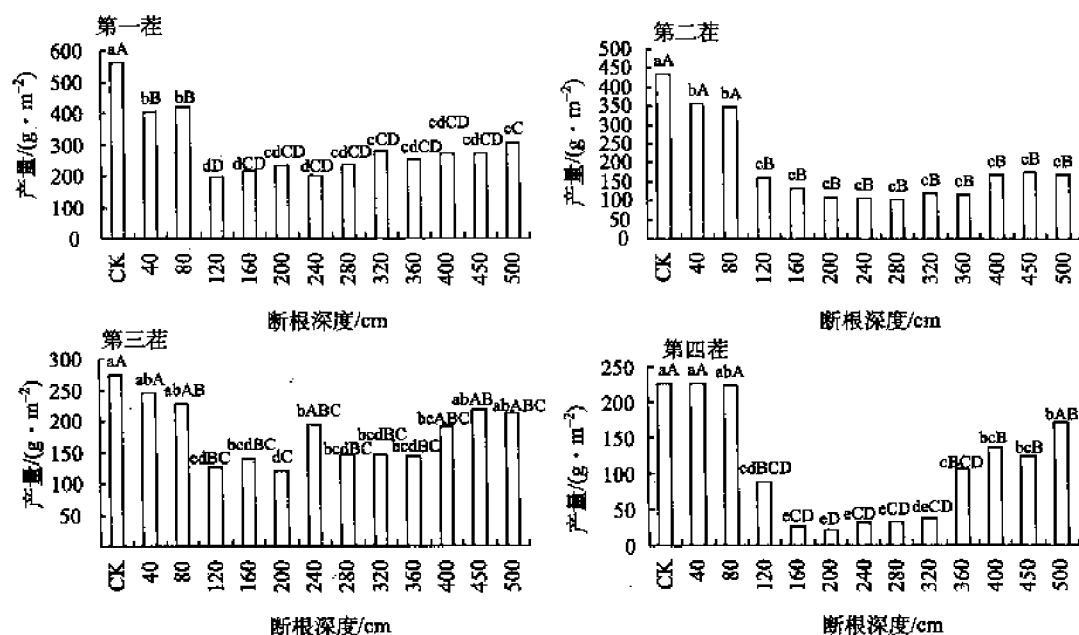 第一茬
产量/(g·m⁻²)
600
500
400
300
200
100
0
aA bB bB dD dCD cdCD dCD cdCD cCD cdCD cdCD cdCD cC
CK 40 80 120 160 200 240 280 320 360 400 450 500
断根深度/cm
第二茬
产量/(g·m⁻²)
500
450
400
350
300
250
200
150
100
50
0
aA bA bA cB cB cB cB cB cB cB cB cB cB
CK 40 80 120 160 200 240 280 320 360 400 450 500
断根深度/cm
第三茬
产量/(g·m⁻²)
300
250
200
150
100
50
aA abA abAB cdBC bcdBC dC bABC bcdBC bcdBC bcdBC bcABC abAB abABC
CK 40 80 120 160 200 240 280 320 360 400 450 500
断根深度/cm
第四茬
产量/(g·m⁻²)
250
200
150
100
50
0
aA aA abA cdBCD eCD eD eCD eCD deCD cBCD bcB bcB bAB
CK 40 80 120 160 200 240 280 320 360 400 450 500
断根深度/cm